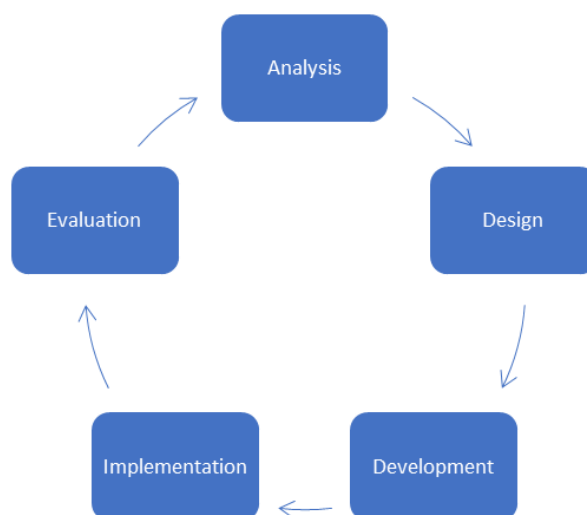 Analysis
Design
Development
Implementation
Evaluation